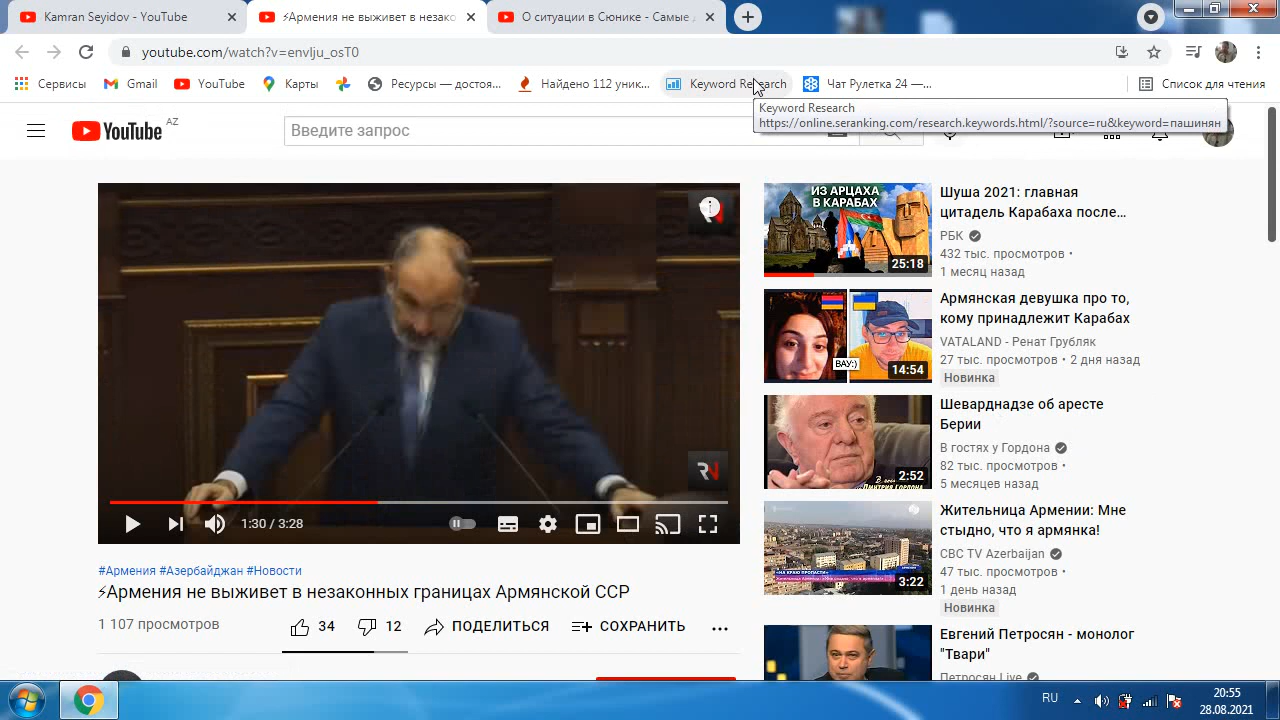 Kamran Seyidov - YouTube
⚡Армения не выживет в незако
О ситуации в Сюнике - Самые
youtube.com/watch?v=envlju_osT0
Сервисы
Gmail
YouTube
Карты
Ресурсы — достоя...
Найдено 112 уник...
Keyword Research
Чат Рулетка 24 —...
Список для чтения
Keyword Research
https://online.seranking.com/research.keywords.html/?source=ru&keyword=пашинян
YouTube AZ
Введите запрос
ИЗ АРЦАХА
В КАРАБАХ
25:18
Шуша 2021: главная
цитадель Карабаха после...
РБК
432 тыс. просмотров •
1 месяц назад
ВАУ:)
14:54
Армянская девушка про то,
кому принадлежит Карабах
VATALAND - Ренат Грубляк
27 тыс. просмотров • 2 дня назад
Новинка
2:52
Шеварднадзе об аресте
Берии
В гостях у Гордона
82 тыс. просмотров •
5 месяцев назад
«НА КРАЮ ПРОПАСТИ»
3:22
Жительница Армении: Мне
стыдно, что я армянка!
CBC TV Azerbaijan
47 тыс. просмотров •
1 день назад
Новинка
Евгений Петросян - монолог
"Твари"
Петросян Live
RN
1:30 / 3:28
#Армения #Азербайджан #Новости
⚡Армения не выживет в незаконных границах Армянской ССР
1 107 просмотров
34
12
ПОДЕЛИТЬСЯ
СОХРАНИТЬ
RU
20:55
28.08.2021